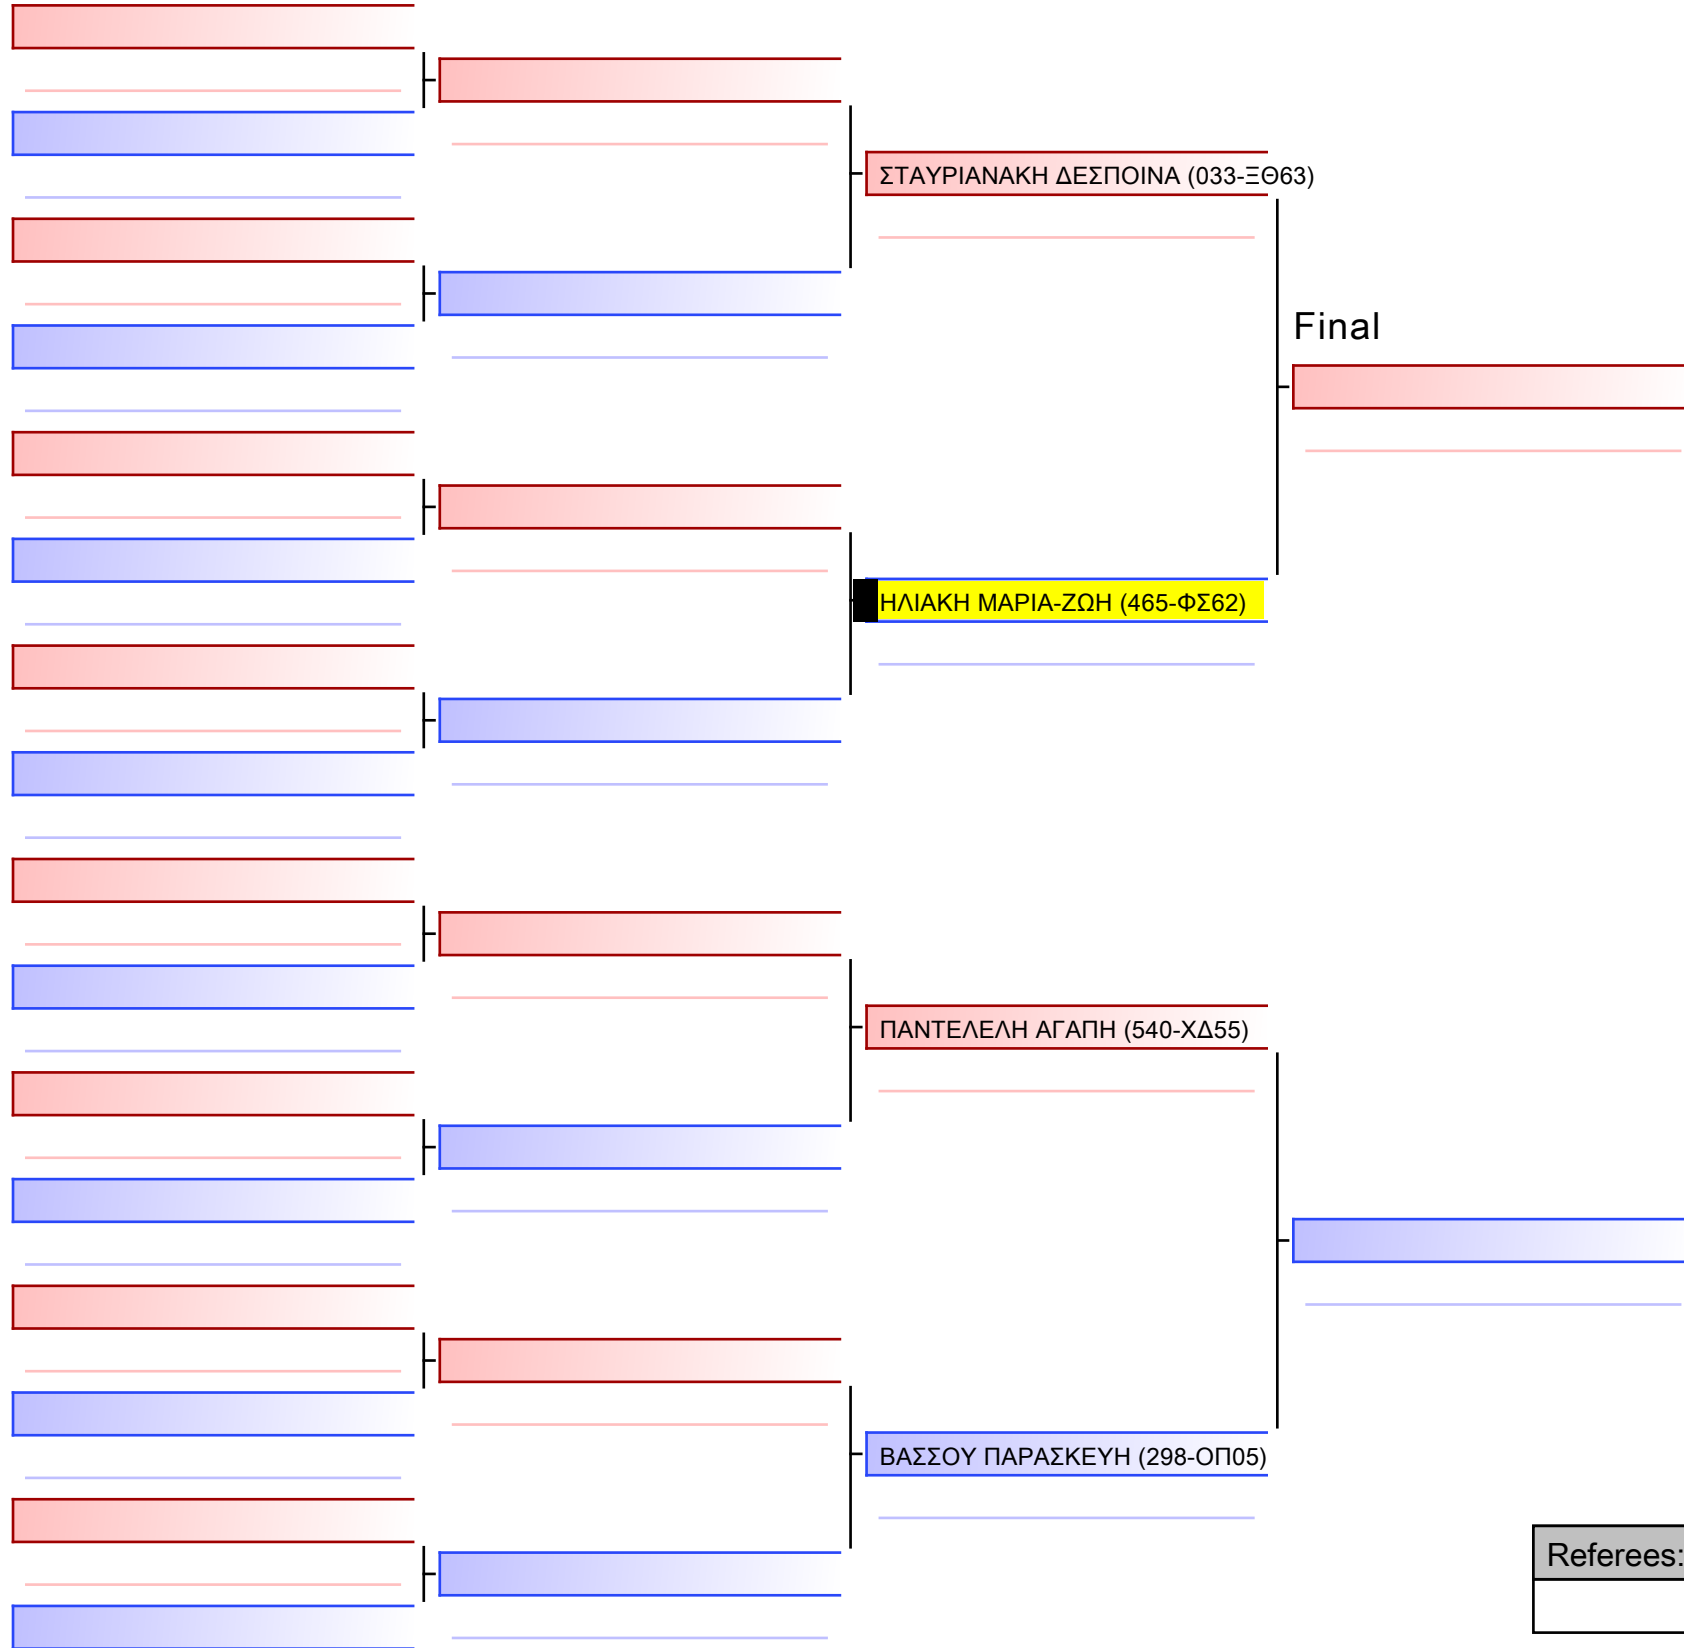 ΣΤΑΥΡΙΑΝΑΚΗ ΔΕΣΠΟΙΝΑ (033-ΞΘ63)
Final
ΗΛΙΑΚΗ ΜΑΡΙΑ-ΖΩΗ (465-ΦΣ62)
ΠΑΝΤΕΛΕΛΗ ΑΓΑΠΗ (540-ΧΔ55)
ΒΑΣΣΟΥ ΠΑΡΑΣΚΕΥΗ (298-ΟΠ05)
Referees: